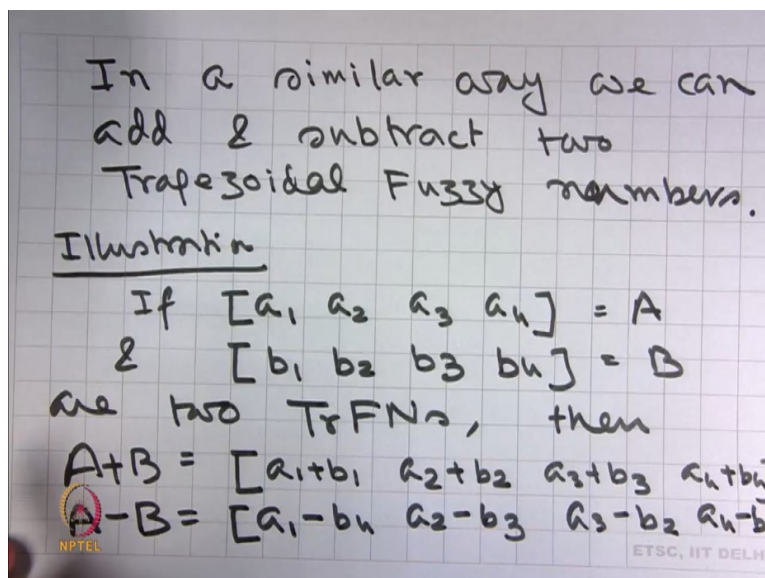 In a similar way we can
add & subtract two
Trapezoidal Fuzzy numbers.
Illustration
If [a₁ a₂ a₃ a₄] = A
& [b₁ b₂ b₃ b₄] = B
are two TrFNs, then
A+B = [a₁+b₁ a₂+b₂ a₃+b₃ a₄+b₄
A-B = [a₁-b₄ a₂-b₃ a₃-b₂ a₄-b
NPTEL
ETSC, IIT DELH